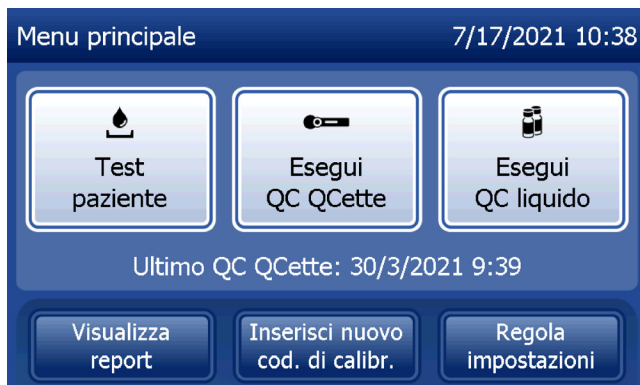 Menu principale 7/17/2021 10:38
Test
paziente
Esegui
QC QCette
Esegui
QC liquido
Ultimo QC QCette: 30/3/2021 9:39
Visualizza
report
Inserisci nuovo
cod. di calibr.
Regola
impostazioni